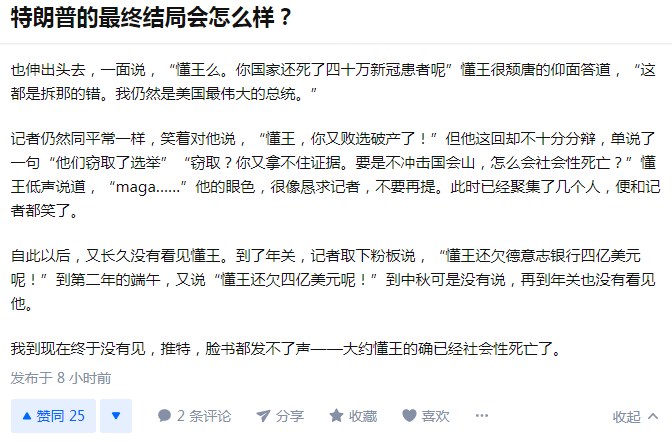 特朗普的最终结局会怎么样？
也伸出头去，一面说，“懂王么。你国家还死了四十万新冠患者呢”懂王很颓唐的仰面答道，“这
都是拆那的错。我仍然是美国最伟大的总统。”
记者仍然同平常一样，笑着对他说，“懂王，你又败选破产了！”但他这回却不十分分辩，单说了
一句“他们窃取了选举”“窃取？你又拿不住证据。要是不冲击国会山，怎么会社会性死亡？”懂
王低声说道，“maga......”他的眼色，很像恳求记者，不要再提。此时已经聚集了几个人，便和记
者都笑了。
自此以后，又长久没有看见懂王。到了年关，记者取下粉板说，“懂王还欠德意志银行四亿美元
呢！”到第二年的端午，又说“懂王还欠四亿美元呢！”到中秋可是没有说，再到年关也没有看见
他。
我到现在终于没有见，推特，脸书都发不了声——大约懂王的确已经社会性死亡了。
发布于 8 小时前
赞同 25 2 条评论 分享 收藏 喜欢 ··· 收起